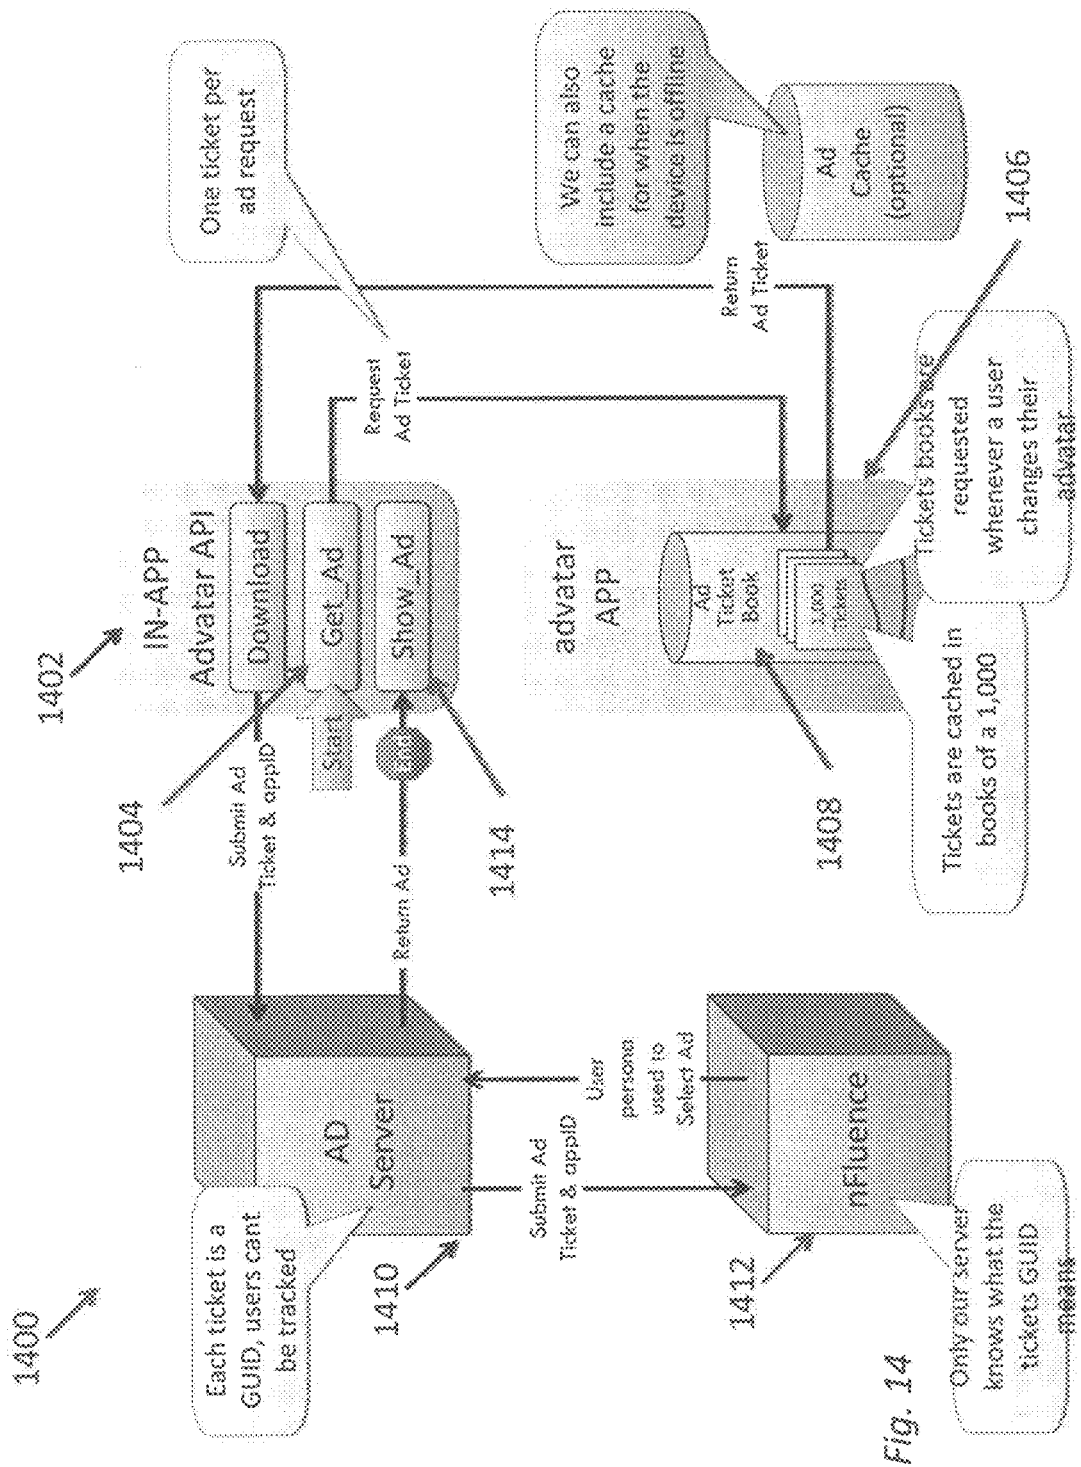 1400
1402
Each ticket is a
GUID, users cant
be tracked
AD
Server
1410
Submit Ad
Ticket & appID
Return Ad
1404
1414
IN-APP
Advatar API
Download
Get_Ad
Show_Ad
Start
One ticket per
ad request
Request
Ad Ticket
Return
Ad Ticket
Submit Ad
Ticket & appID
User
persona
used to
Select Ad
nFluence
1412
Only our server
knows what the
tickets GUID
means
advatar
APP
Ad
Ticket
Book
1,000
Tickets
1408
Tickets are cached in
books of a 1,000
Tickets books are
requested
whenever a user
changes their
advatar
1406
We can also
include a cache
for when the
device is offline
Ad
Cache
(optional)
Fig. 14